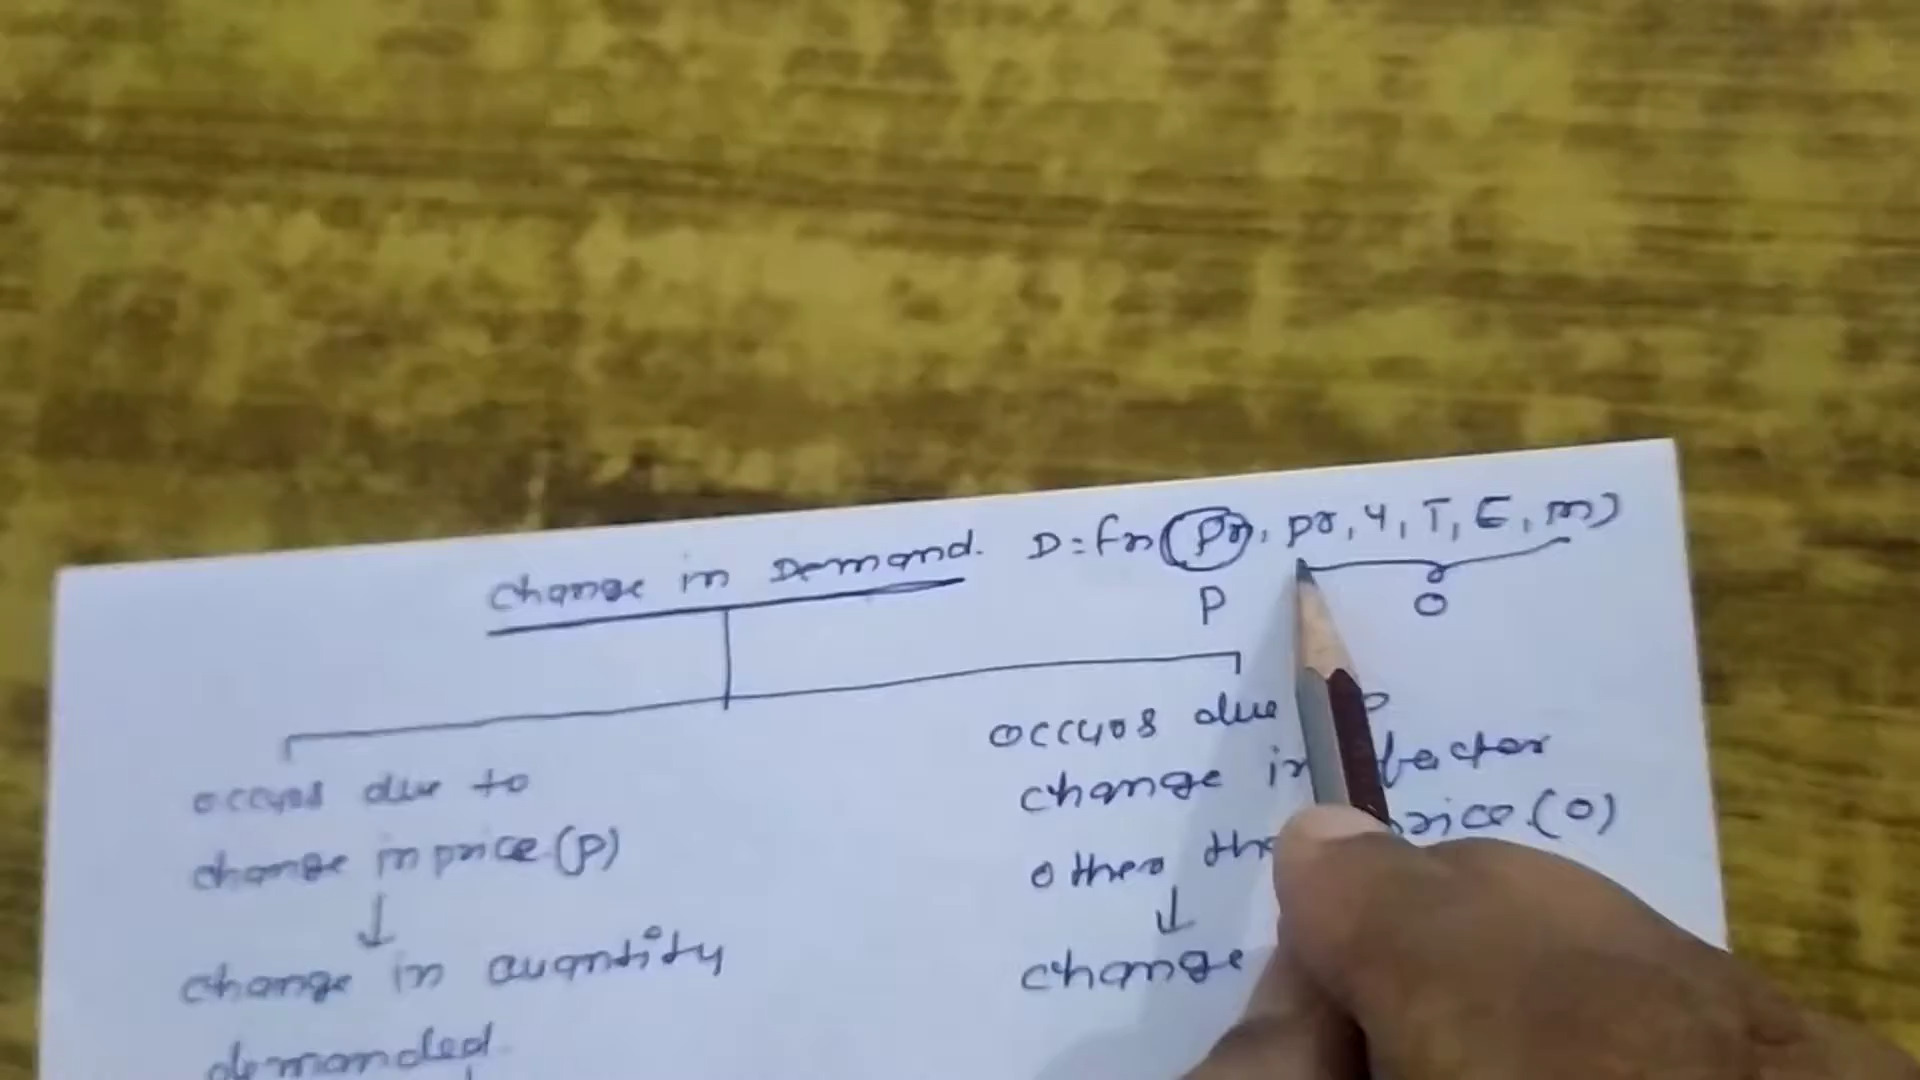 Change in Demand. D = fn (Pn, Pr, Y, T, E, m)
P O
occurs due to
change in price (P)
↓
change in quantity
demanded
occurs due
change in factor
other price (O)
↓
change